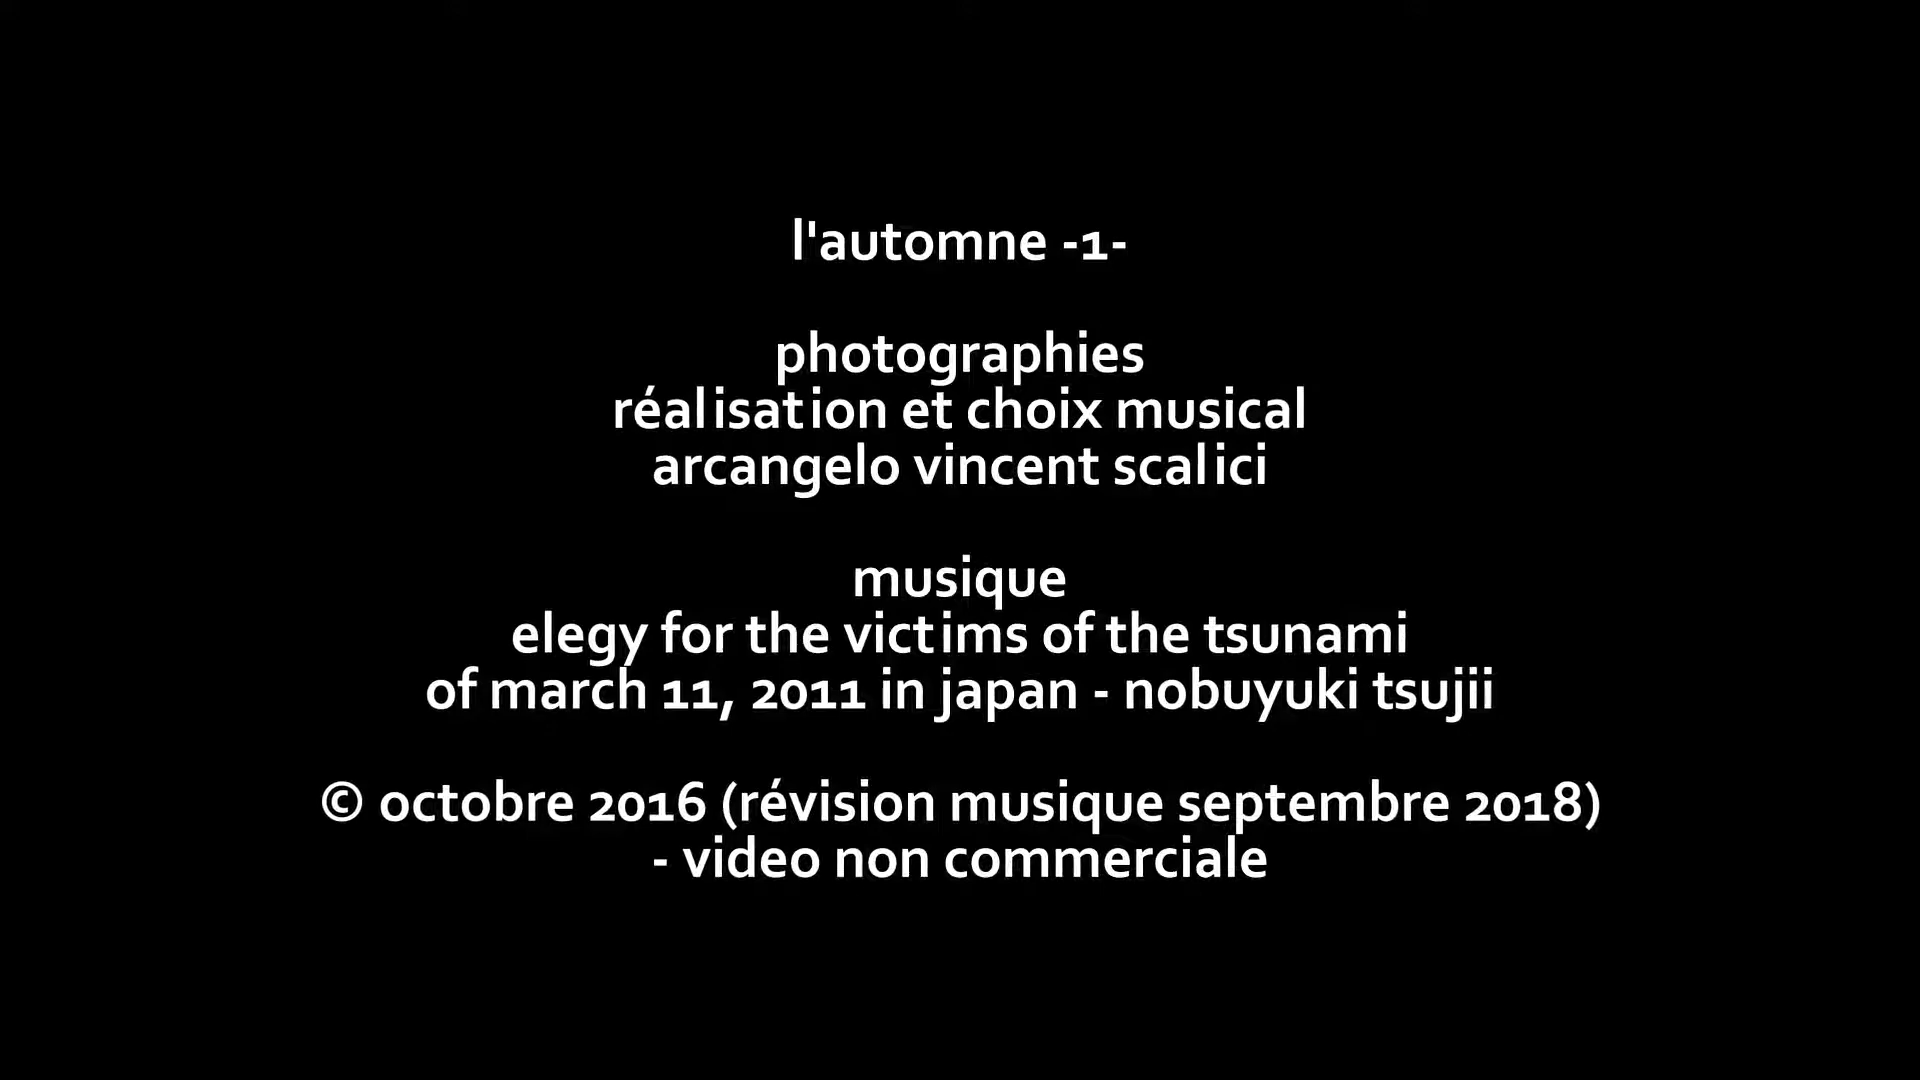 l'automne -1-
photographies
réalisation et choix musical
arcangelo vincent scalici
musique
elegy for the victims of the tsunami
of march 11, 2011 in japan - nobuyuki tsujii
© octobre 2016 (révision musique septembre 2018)
- video non commerciale